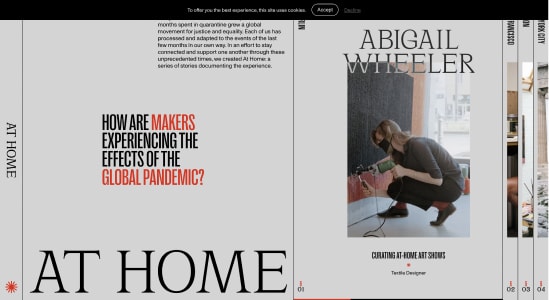 To offer you the best experience, this site uses cookies.
Accept
Decline
months spent in quarantine grew a global
movement for justice and equality. Each of us has
processed and adapted to the events of the last
few months in our own way. In an effort to stay
connected and support one another through these
unprecedented times, we created At Home: a
series of stories documenting the experience.
AT HOME
HOW ARE MAKERS
EXPERIENCING THE
EFFECTS OF THE
GLOBAL PANDEMIC?
AT HOME
ABIGAIL
WHEELER
CURATING AT-HOME ART SHOWS
Textile Designer
01
02
03
04